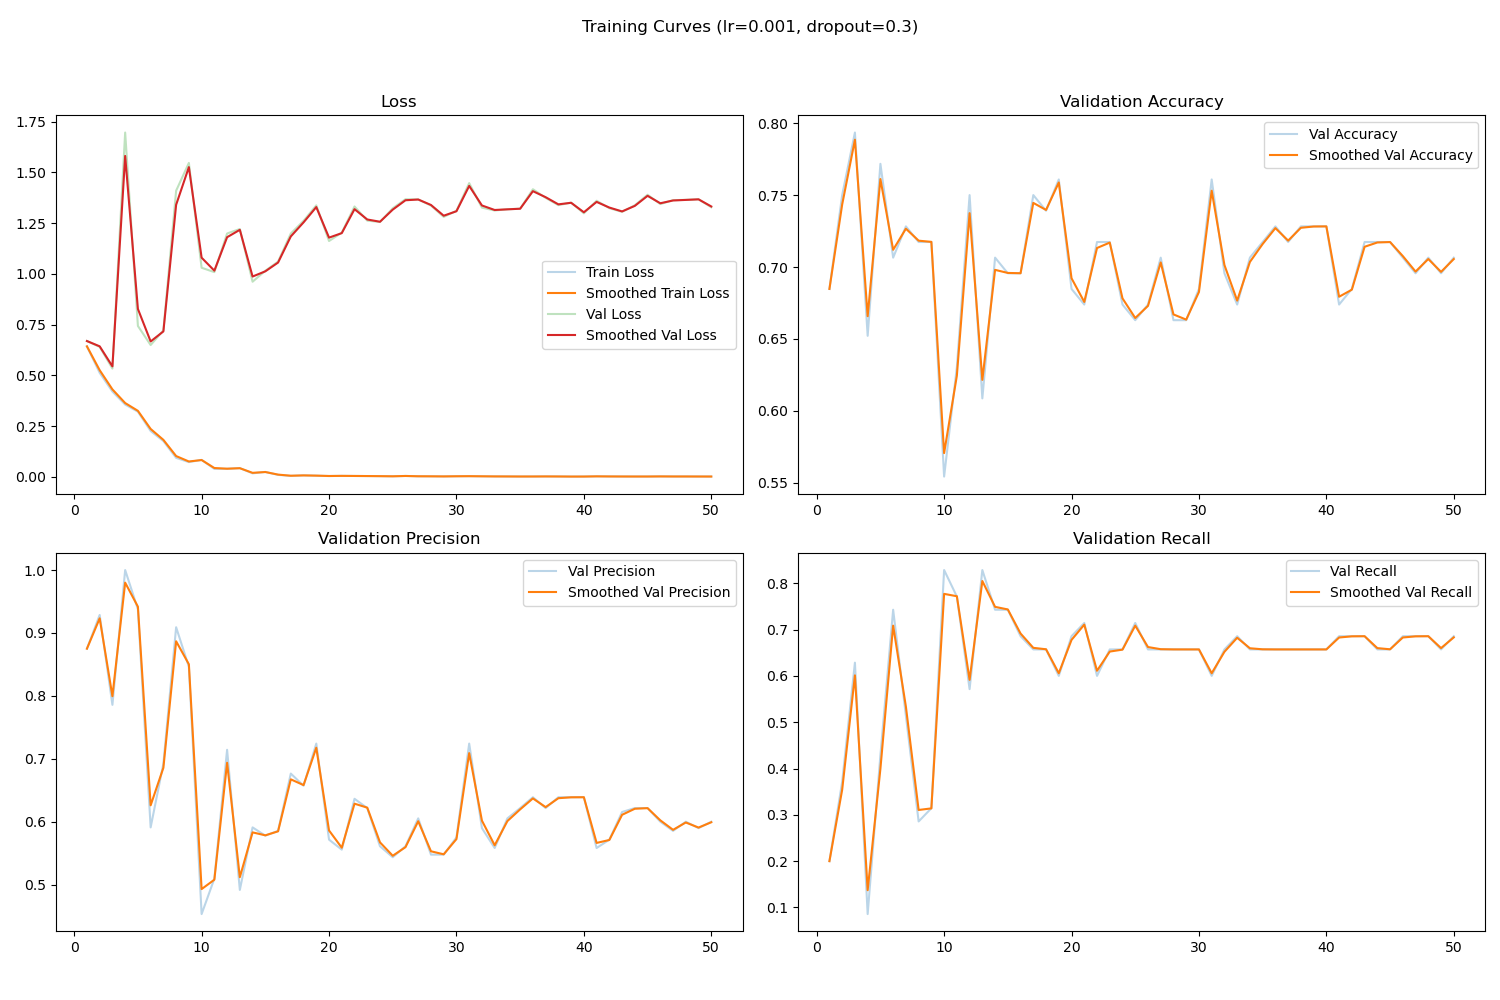 Training Curves (lr=0.001, dropout=0.3)
Loss
1.75
1.50
1.25
1.00
0.75
0.50
0.25
0.00
0 10 20 30 40 50
Train Loss
Smoothed Train Loss
Val Loss
Smoothed Val Loss
Validation Accuracy
0.80
0.75
0.70
0.65
0.60
0.55
0 10 20 30 40 50
Val Accuracy
Smoothed Val Accuracy
Validation Precision
1.0
0.9
0.8
0.7
0.6
0.5
0 10 20 30 40 50
Val Precision
Smoothed Val Precision
Validation Recall
0.8
0.7
0.6
0.5
0.4
0.3
0.2
0.1
0 10 20 30 40 50
Val Recall
Smoothed Val Recall